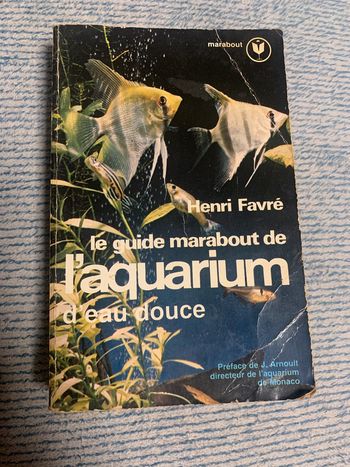 marabout
Henri Favré
le guide marabout de
l'aquarium
d'eau douce
Préface de J. Arnoult
directeur de l'aquarium
de Monaco